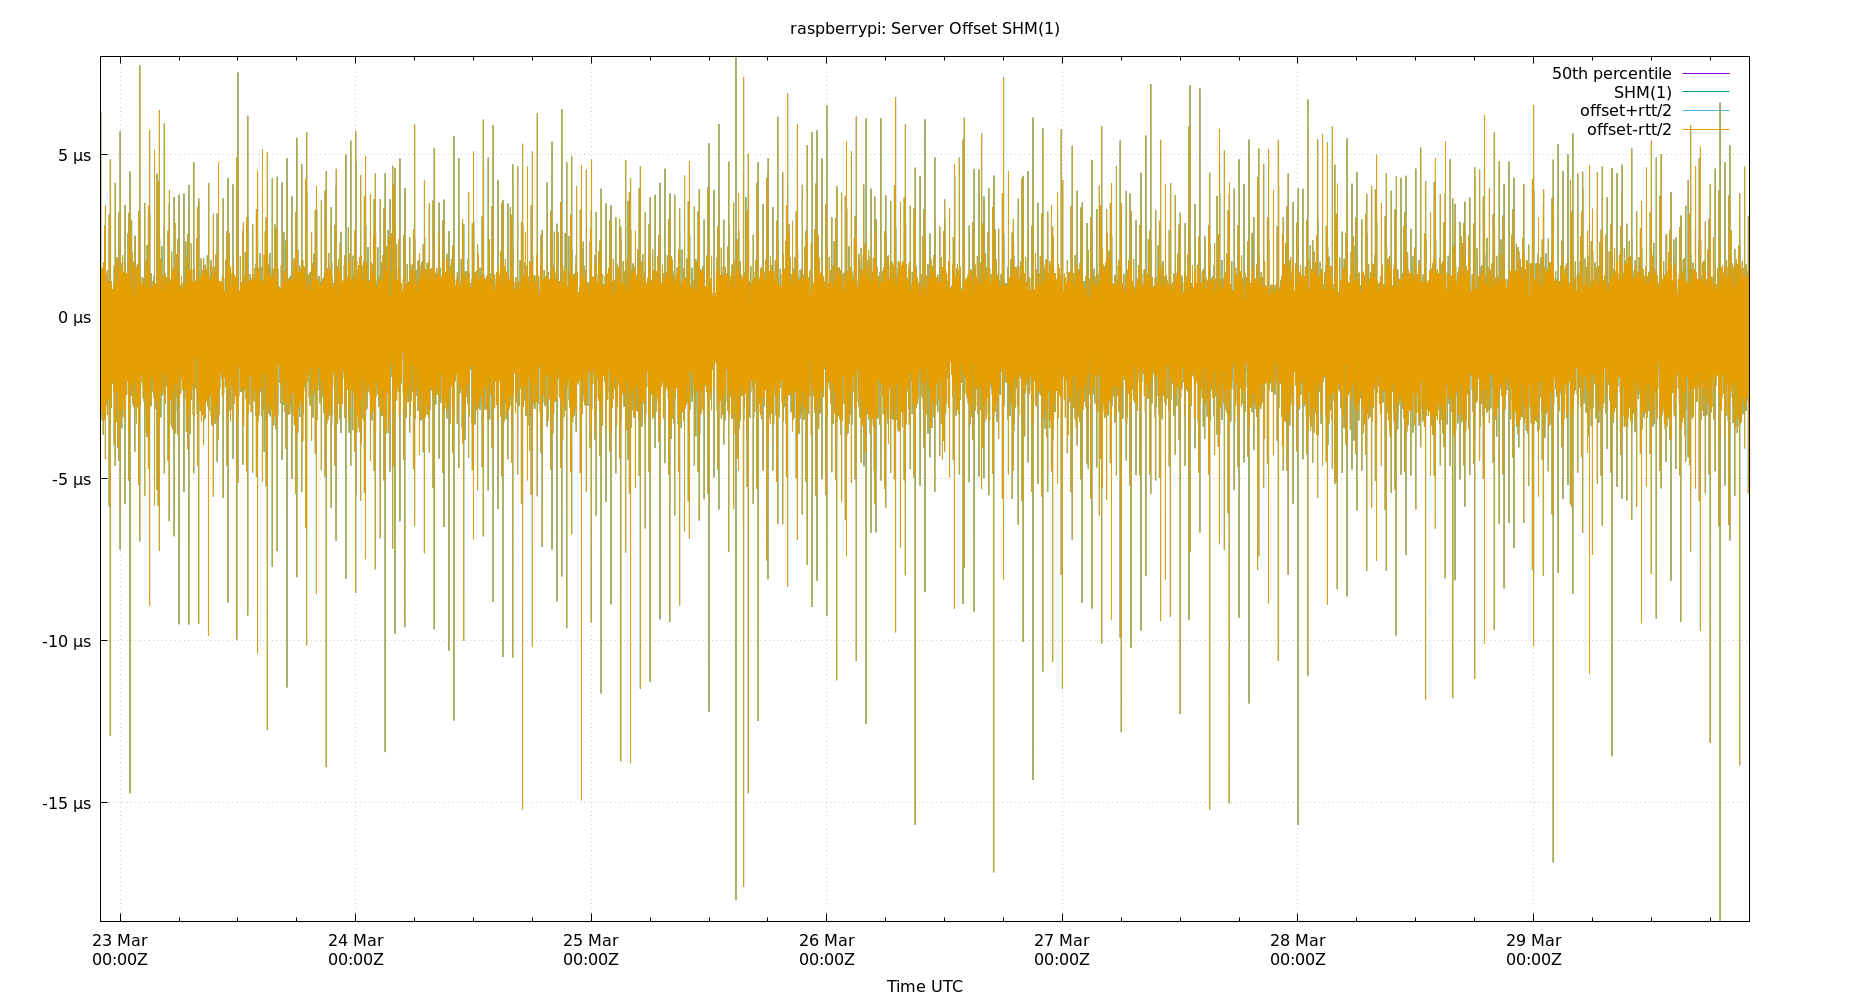 raspberrypi: Server Offset SHM(1)
50th percentile
SHM(1)
offset+rtt/2
offset-rtt/2
5 µs
0 µs
-5 µs
-10 µs
-15 µs
23 Mar 24 Mar 25 Mar 26 Mar 27 Mar 28 Mar 29 Mar
00:00Z 00:00Z 00:00Z 00:00Z 00:00Z 00:00Z 00:00Z
Time UTC